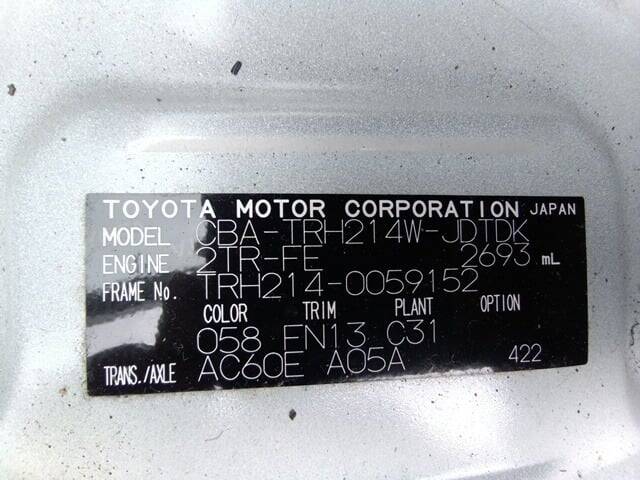 TOYOTA MOTOR CORPORATION JAPAN
MODEL CBA-TRH214W-JDTDK
ENGINE 2TR-FE 2693 mL
FRAME No. TRH214-0059152
COLOR TRIM PLANT OPTION
058 FN13 C31
TRANS./AXLE AC60E A05A 422